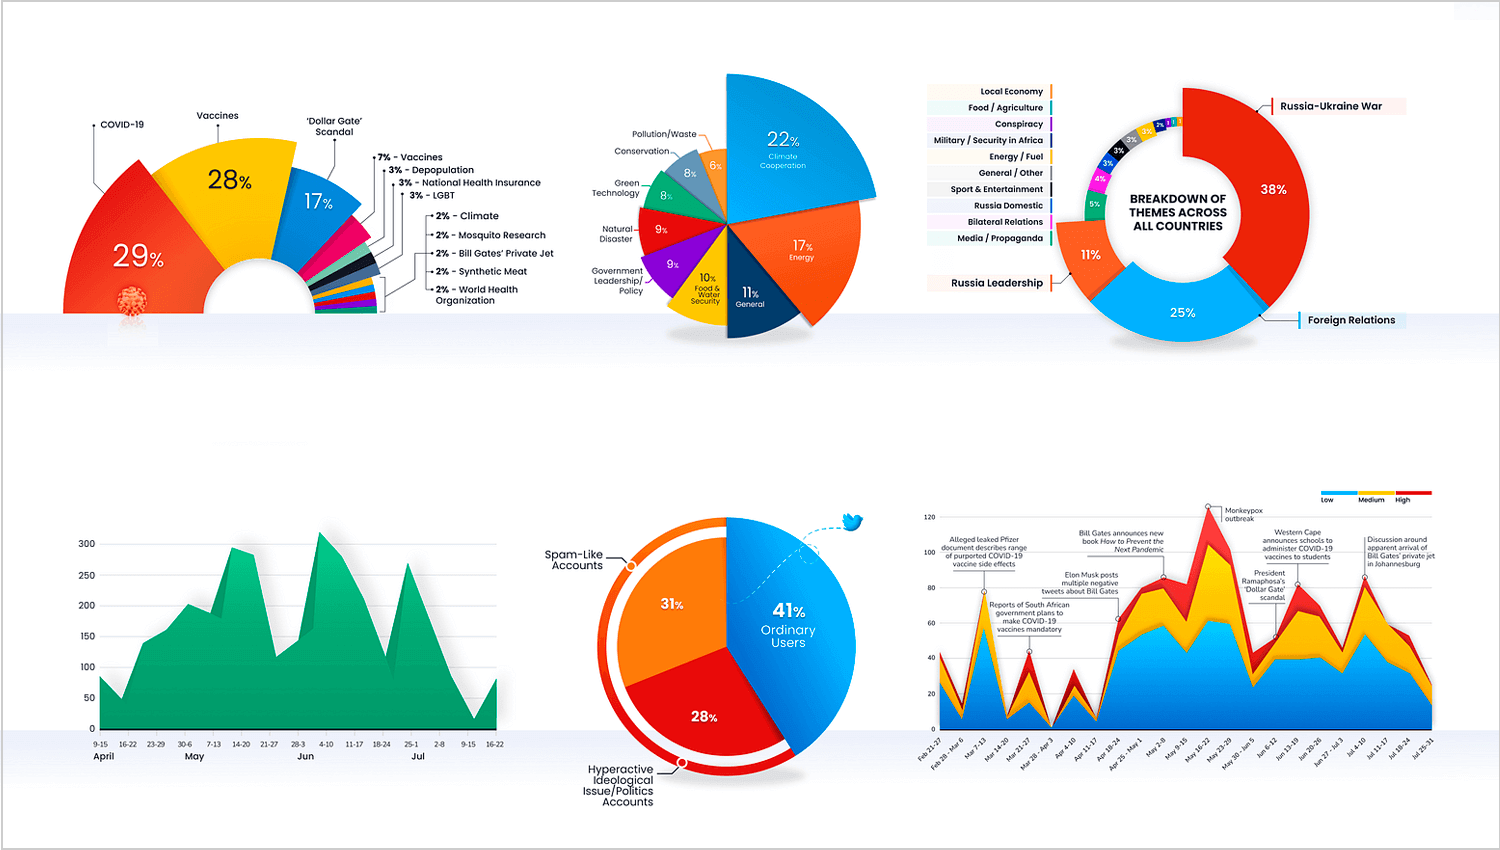 COVID-19
Vaccines
'Dollar Gate'
Scandal
29%
28%
17%
7% - Vaccines
3% - Depopulation
3% - National Health Insurance
3% - LGBT
2% - Climate
2% - Mosquito Research
2% - Bill Gates' Private Jet
2% - Synthetic Meat
2% - World Health
Organization
Pollution/Waste
Conservation
Green
Technology
Natural
Disaster
Government
Leadership/
Policy
22%
Climate
Cooperation
17%
Energy
11%
General
10%
Food &
Water
Security
9%
9%
8%
8%
6%
Local Economy
Food / Agriculture
Conspiracy
Military / Security in Africa
Energy / Fuel
General / Other
Sport & Entertainment
Russia Domestic
Bilateral Relations
Media / Propaganda
Russia Leadership
Russia-Ukraine War
Foreign Relations
BREAKDOWN OF
THEMES ACROSS
ALL COUNTRIES
38%
25%
11%
5%
4%
3%
3%
3%
2%
2%
300
250
200
150
100
50
0
9-15
16-22
23-29
30-6
7-13
14-20
21-27
28-3
4-10
11-17
18-24
25-1
2-8
9-15
16-22
April
May
Jun
Jul
Spam-Like
Accounts
31%
41%
Ordinary
Users
28%
Hyperactive
Ideological
Issue/Politics
Accounts
Low
Medium
High
120
100
80
60
40
20
0
Alleged leaked Pfizer
document describes range
of purported COVID-19
vaccine side effects
Reports of South African
government plans to
make COVID-19
vaccines mandatory
Elon Musk posts
multiple negative
tweets about Bill Gates
Bill Gates announces new
book How to Prevent the
Next Pandemic
Monkeypox
outbreak
President
Ramaphosa's
'Dollar Gate'
scandal
Western Cape
announces schools to
administer COVID-19
vaccines to students
Discussion around
apparent arrival of
Bill Gates' private jet
in Johannesburg
Feb 21-27
Feb 28 - Mar 6
Mar 7-13
Mar 14-20
Mar 21-27
Mar 28 - Apr 3
Apr 4-10
Apr 11-17
Apr 18-24
Apr 25 - May 1
May 2-8
May 9-15
May 16-22
May 23-29
May 30 - Jun 5
Jun 6-12
Jun 13-19
Jun 20-26
Jun 27 - Jul 3
Jul 4-10
Jul 11-17
Jul 18-24
Jul 25-31